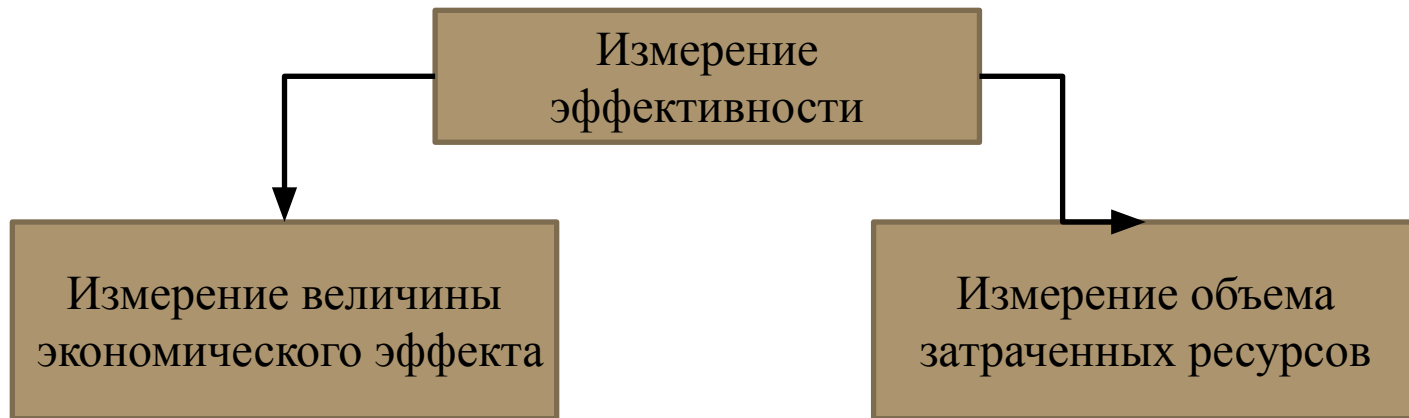 Измерение
эффективности
Измерение величины
экономического эффекта
Измерение объема
затраченных ресурсов